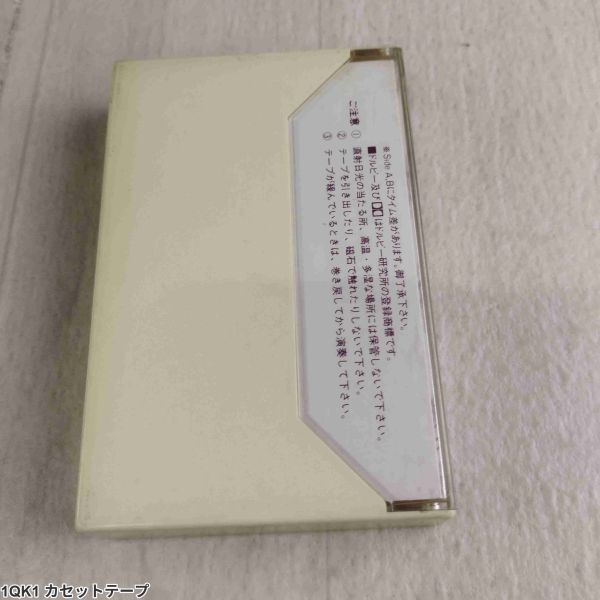 ※Side A,Bにタイム差があります。御了承下さい。
■ドルビー及びはドルビー研究所の登録商標です。
ご注意 ① 直射日光の当たる所、高温・多湿な場所には保管しないで下さい。
② テープを引き出したり、磁石で触れたりしないで下さい。
③ テープが緩んでいるときは、巻き戻してから演奏して下さい。
1QK1 カセットテープ